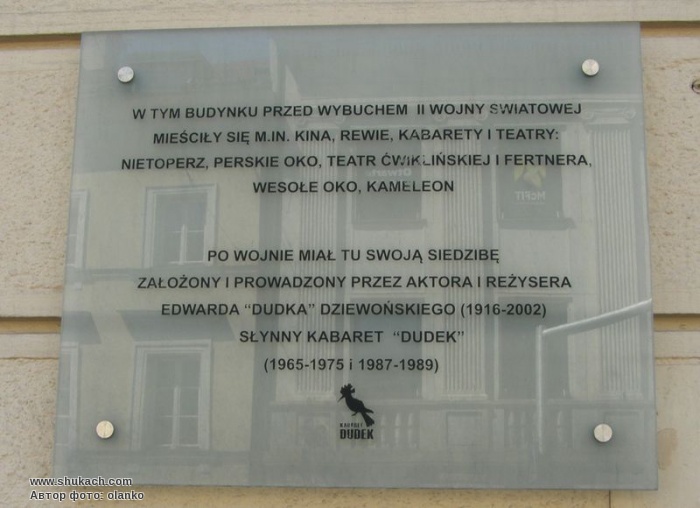 W TYM BUDYNKU PRZED WYBUCHEM II WOJNY ŚWIATOWEJ
MIEŚCIŁY SIĘ M.IN. KINA, REWIE, KABARETY I TEATRY:
NIETOPERZ, PERSKIE OKO, TEATR ĆWIKLIŃSKIEJ I FERTNERA,
WESOŁE OKO, KAMELEON
PO WOJNIE MIAŁ TU SWOJĄ SIEDZIBĘ
ZAŁOŻONY I PROWADZONY PRZEZ AKTORA I REŻYSERA
EDWARDA “DUDKA” DZIEWOŃSKIEGO (1916-2002)
SŁYNNY KABARET “DUDEK”
(1965-1975 i 1987-1989)
KABARET
DUDEK
www.shukach.com
Автор фото: olanko